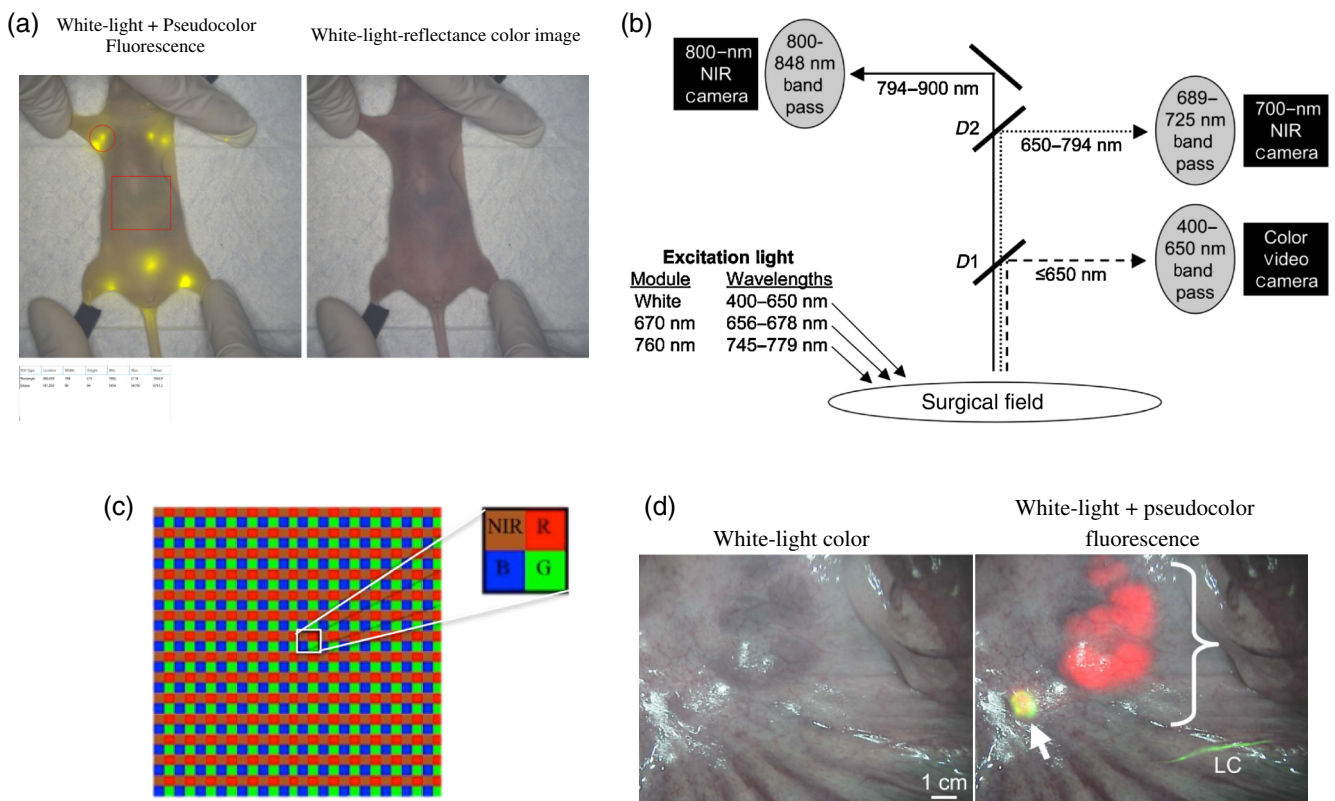 (a)
White-light + Pseudocolor
Fluorescence
White-light-reflectance color image
(b)
800–nm
NIR
camera
800-
848 nm
band
pass
794–900 nm
D2
650–794 nm
689–
725 nm
band
pass
700–nm
NIR
camera
Excitation light
Module Wavelengths
White 400–650 nm
670 nm 656–678 nm
760 nm 745–779 nm
D1
≤650 nm
400–
650 nm
band
pass
Color
video
camera
Surgical field
(c)
NIR R
B G
(d)
White-light color
White-light + pseudocolor
fluorescence
1 cm
LC